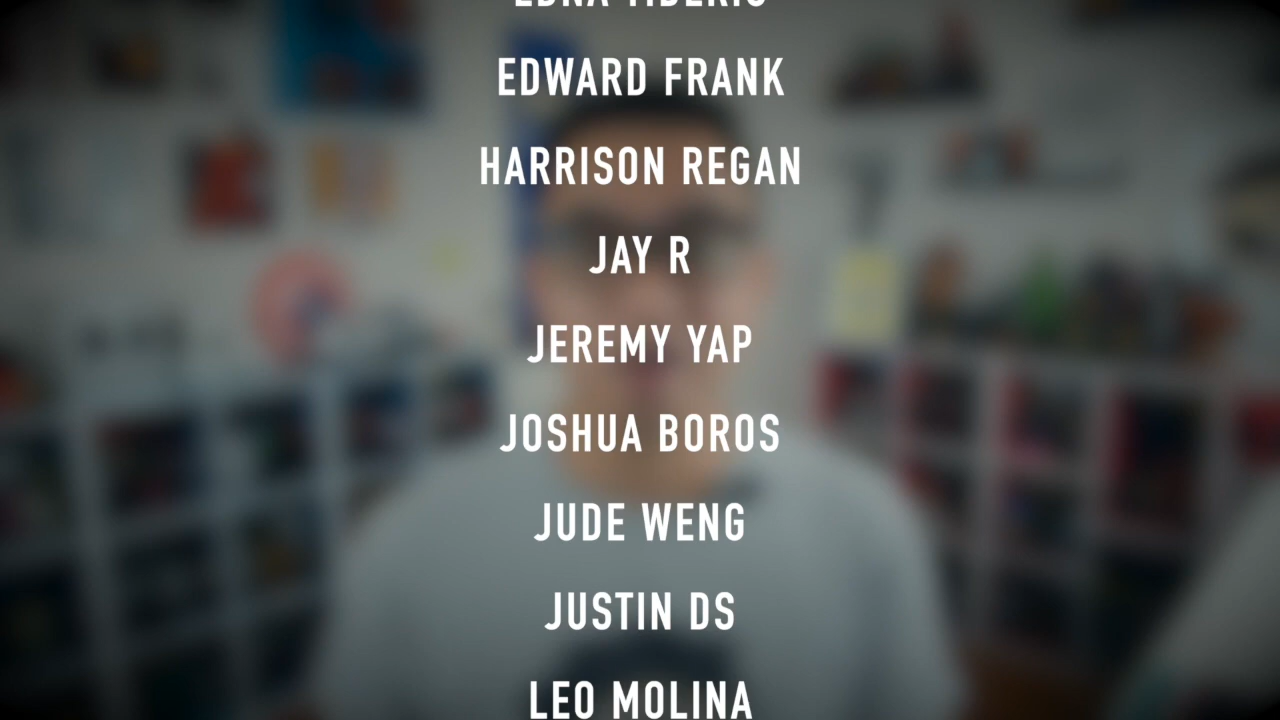 EDWARD FRANK
HARRISON REGAN
JAY R
JEREMY YAP
JOSHUA BOROS
JUDE WENG
JUSTIN DS
LEO MOLINA